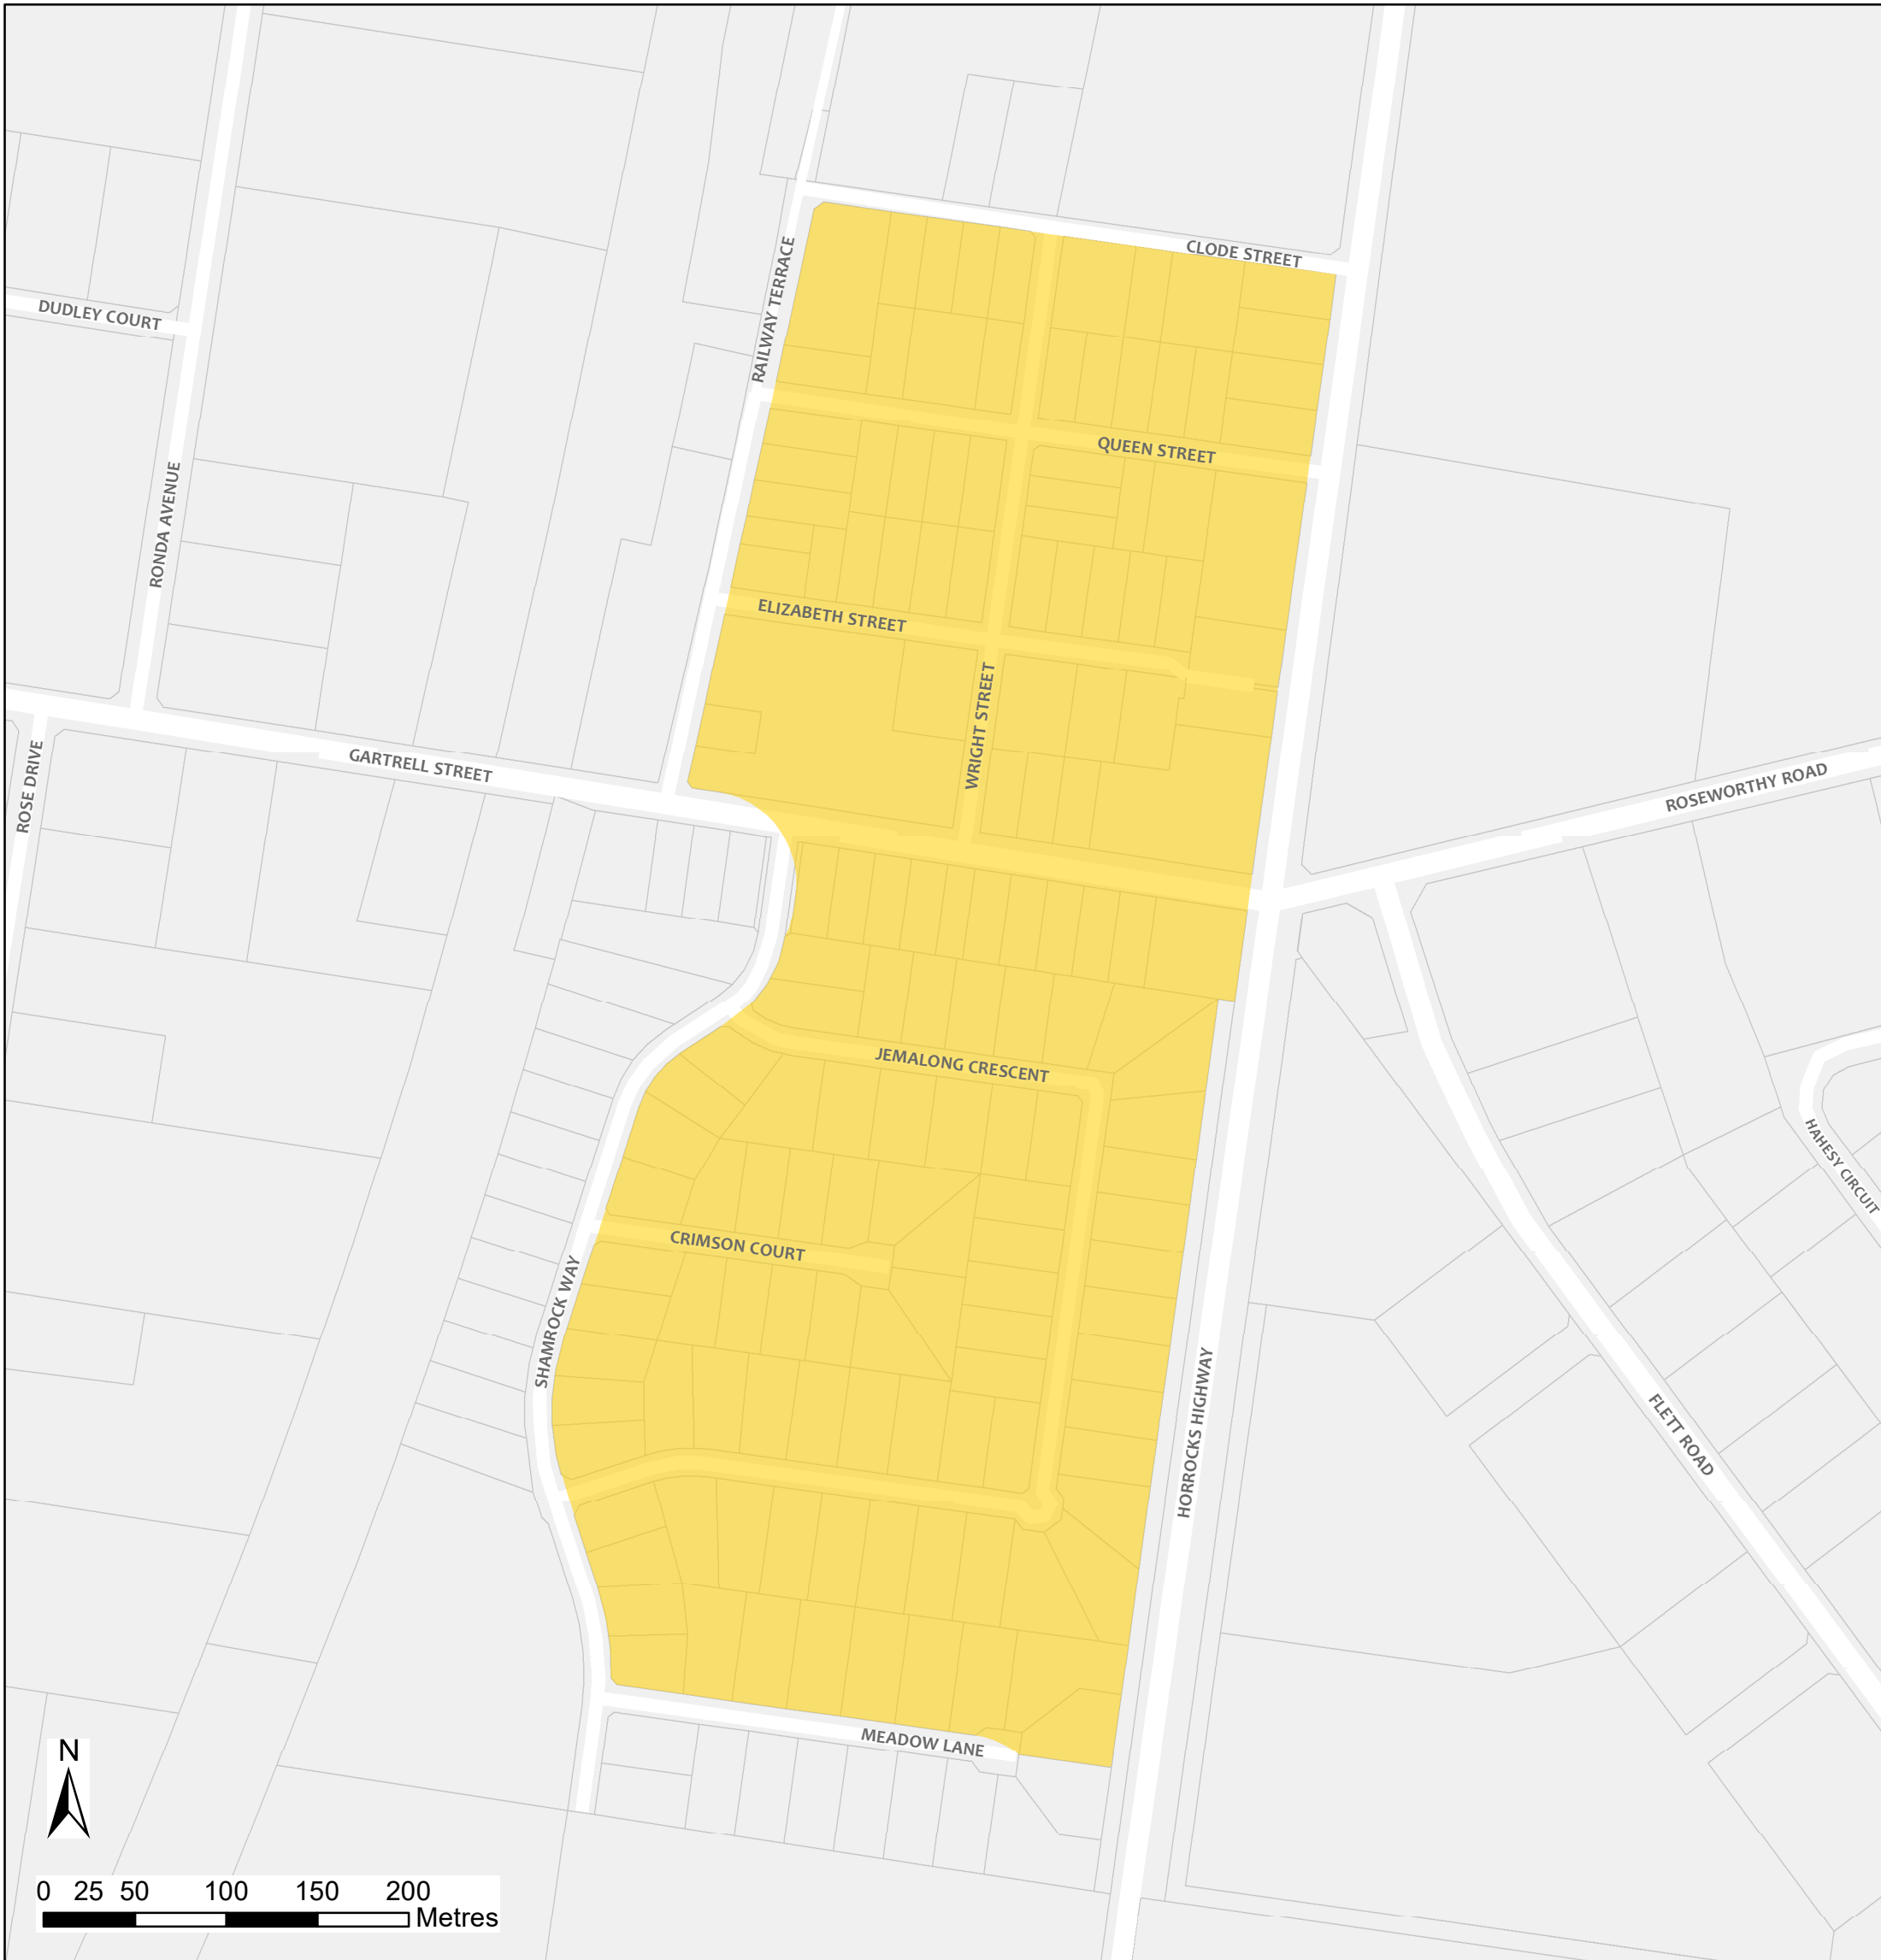 CLODE STREET
RAILWAY TERRACE
DUDLEY COURT
QUEEN STREET
RONDA AVENUE
ELIZABETH STREET
WRIGHT STREET
GARTRELL STREET
ROSE DRIVE
ROSEWORTHY ROAD
JEMALONG CRESCENT
HAHESY CIRCUIT
CRIMSON COURT
SHAMROCK WAY
HORROCKS HIGHWAY
FLETT ROAD
MEADOW LANE
N
0 25 50 100 150 200
Metres